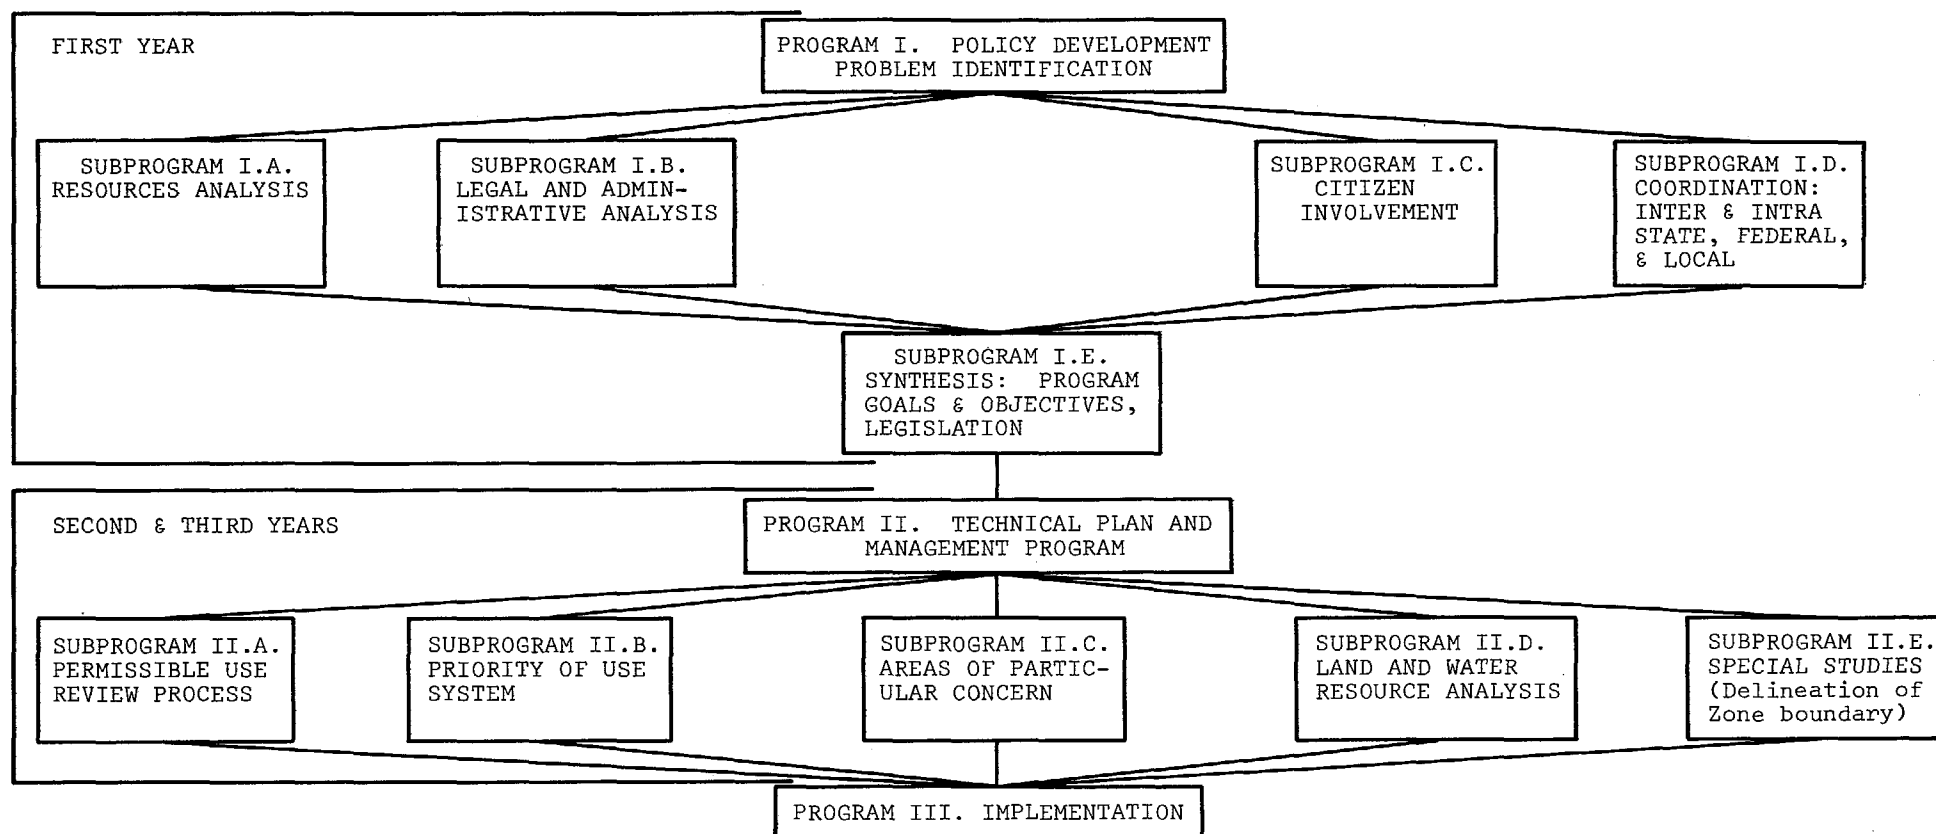 FIRST YEAR
PROGRAM I. POLICY DEVELOPMENT
PROBLEM IDENTIFICATION
SUBPROGRAM I.A.
RESOURCES ANALYSIS
SUBPROGRAM I.B.
LEGAL AND ADMIN-
ISTRATIVE ANALYSIS
SUBPROGRAM I.C.
CITIZEN
INVOLVEMENT
SUBPROGRAM I.D.
COORDINATION:
INTER & INTRA
STATE, FEDERAL,
& LOCAL
SUBPROGRAM I.E.
SYNTHESIS: PROGRAM
GOALS & OBJECTIVES,
LEGISLATION
SECOND & THIRD YEARS
PROGRAM II. TECHNICAL PLAN AND
MANAGEMENT PROGRAM
SUBPROGRAM II.A.
PERMISSIBLE USE
REVIEW PROCESS
SUBPROGRAM II.B.
PRIORITY OF USE
SYSTEM
SUBPROGRAM II.C.
AREAS OF PARTIC-
ULAR CONCERN
SUBPROGRAM II.D.
LAND AND WATER
RESOURCE ANALYSIS
SUBPROGRAM II.E.
SPECIAL STUDIES
(Delineation of
Zone boundary)
PROGRAM III. IMPLEMENTATION